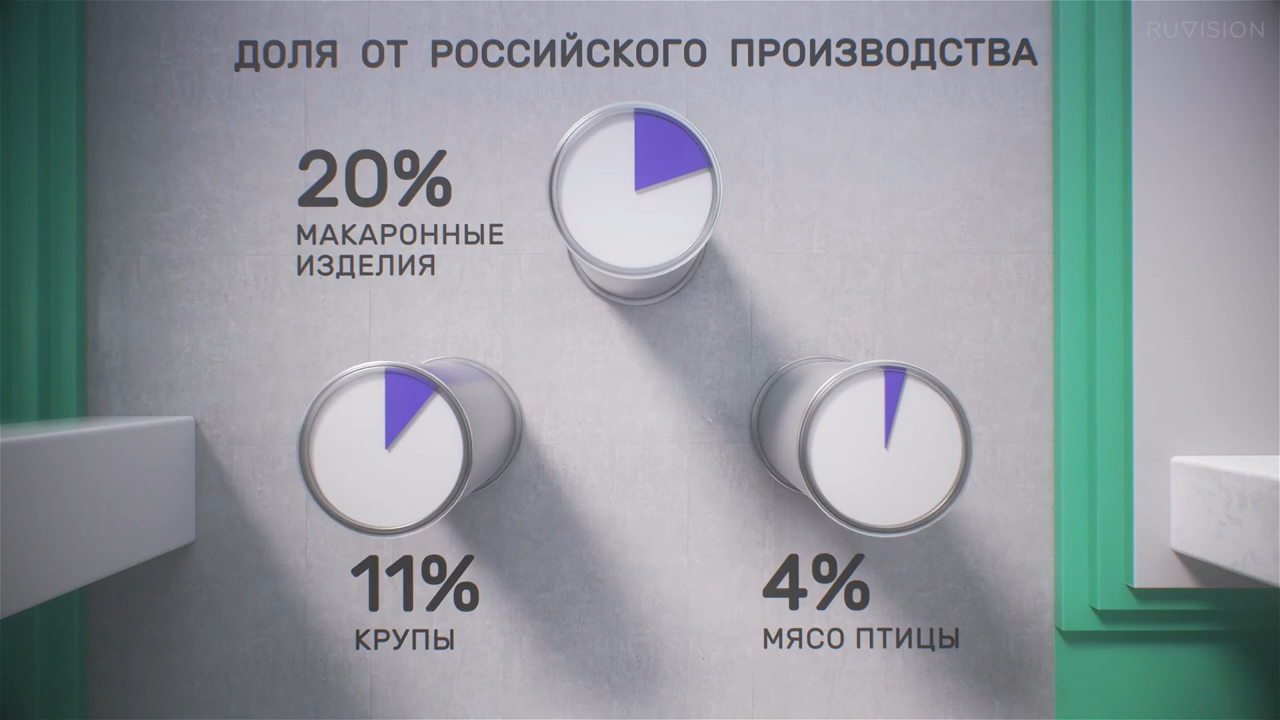 RUVISION
ДОЛЯ ОТ РОССИЙСКОГО ПРОИЗВОДСТВА
20%
МАКАРОННЫЕ
ИЗДЕЛИЯ
11%
КРУПЫ
4%
МЯСО ПТИЦЫ